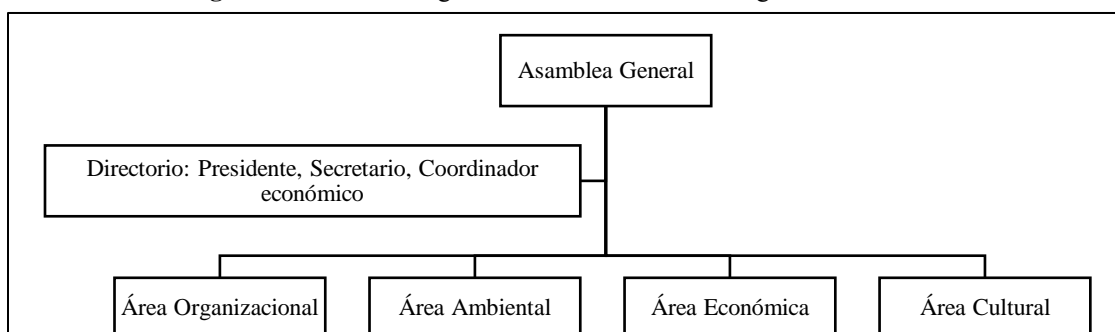 Asamblea General
Directorio: Presidente, Secretario, Coordinador
económico
Área Organizacional
Área Ambiental
Área Económica
Área Cultural